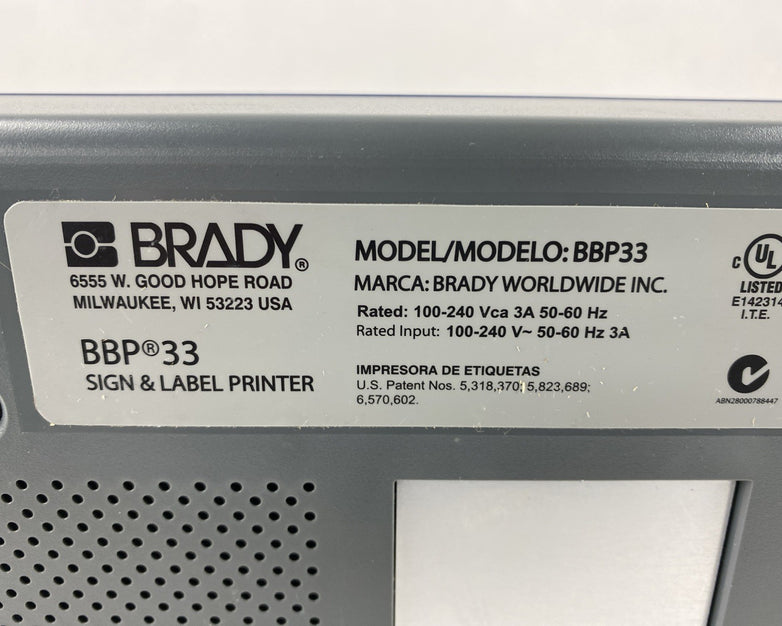 BRADY®
6555 W. GOOD HOPE ROAD
MILWAUKEE, WI 53223 USA
BBP®33
SIGN & LABEL PRINTER
MODEL/MODELO: BBP33
MARCA: BRADY WORLDWIDE INC.
Rated: 100-240 Vca 3A 50-60 Hz
Rated Input: 100-240 V~ 50-60 Hz 3A
IMPRESORA DE ETIQUETAS
U.S. Patent Nos. 5,318,370; 5,823,689;
6,570,602.
C UL
LISTED
E142314
I.T.E.
ABN28000788447